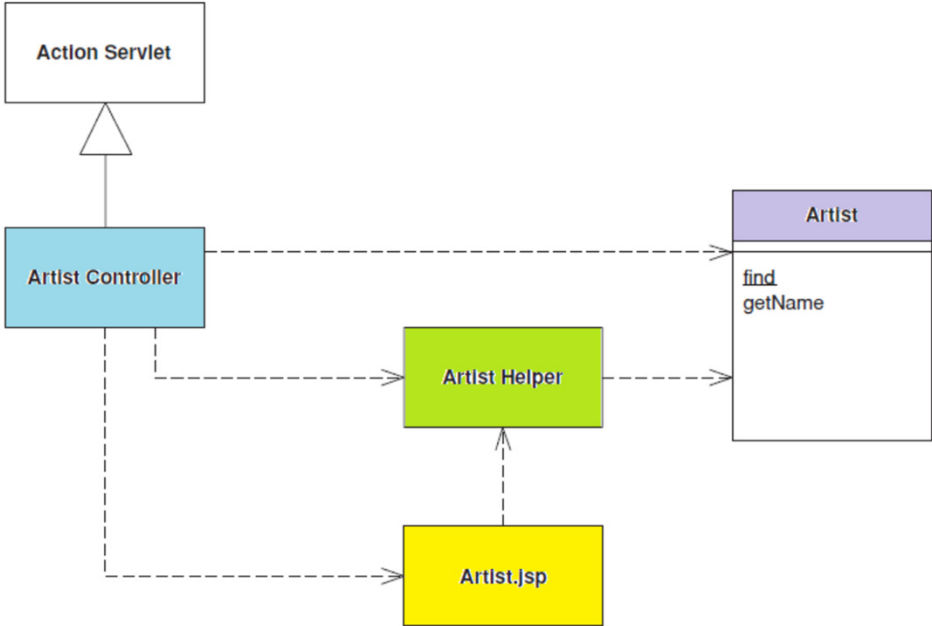 Action Servlet
Artist
Artist Controller
find
getName
Artist Helper
Artist.jsp